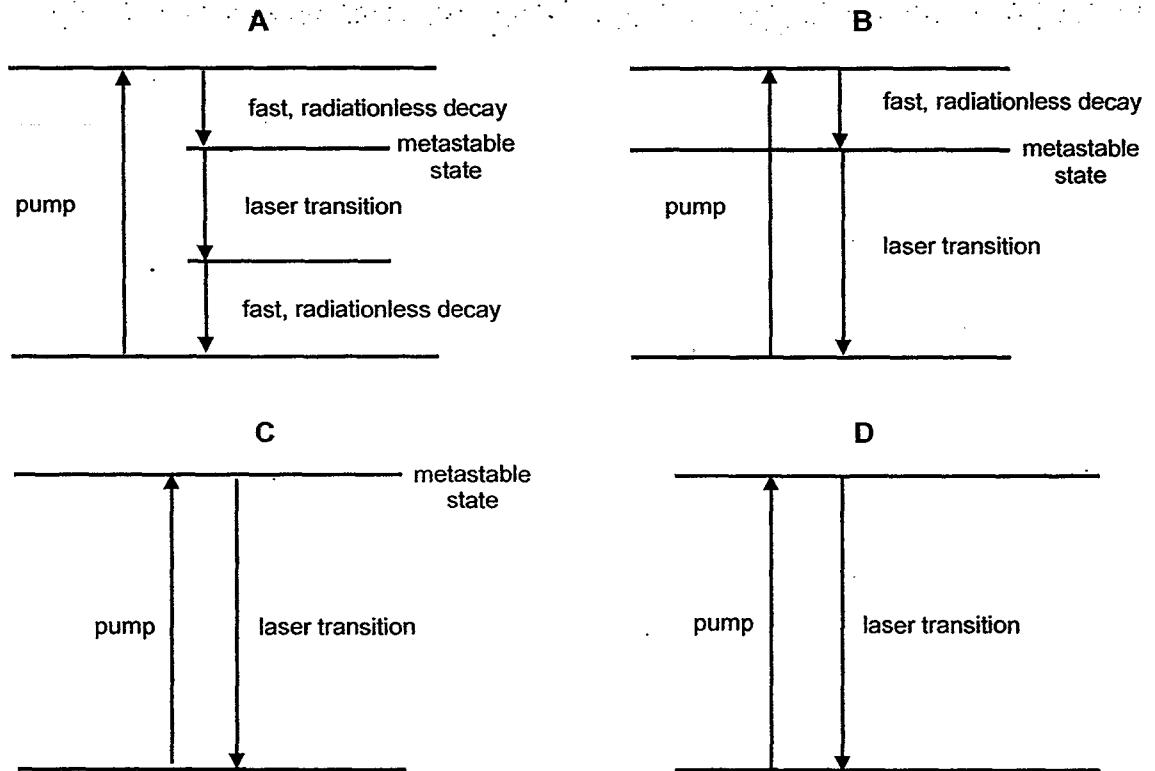 A
fast, radiationless decay
metastable
state
pump
laser transition
fast, radiationless decay
B
fast, radiationless decay
metastable
state
pump
laser transition
C
metastable
state
pump
laser transition
D
pump
laser transition